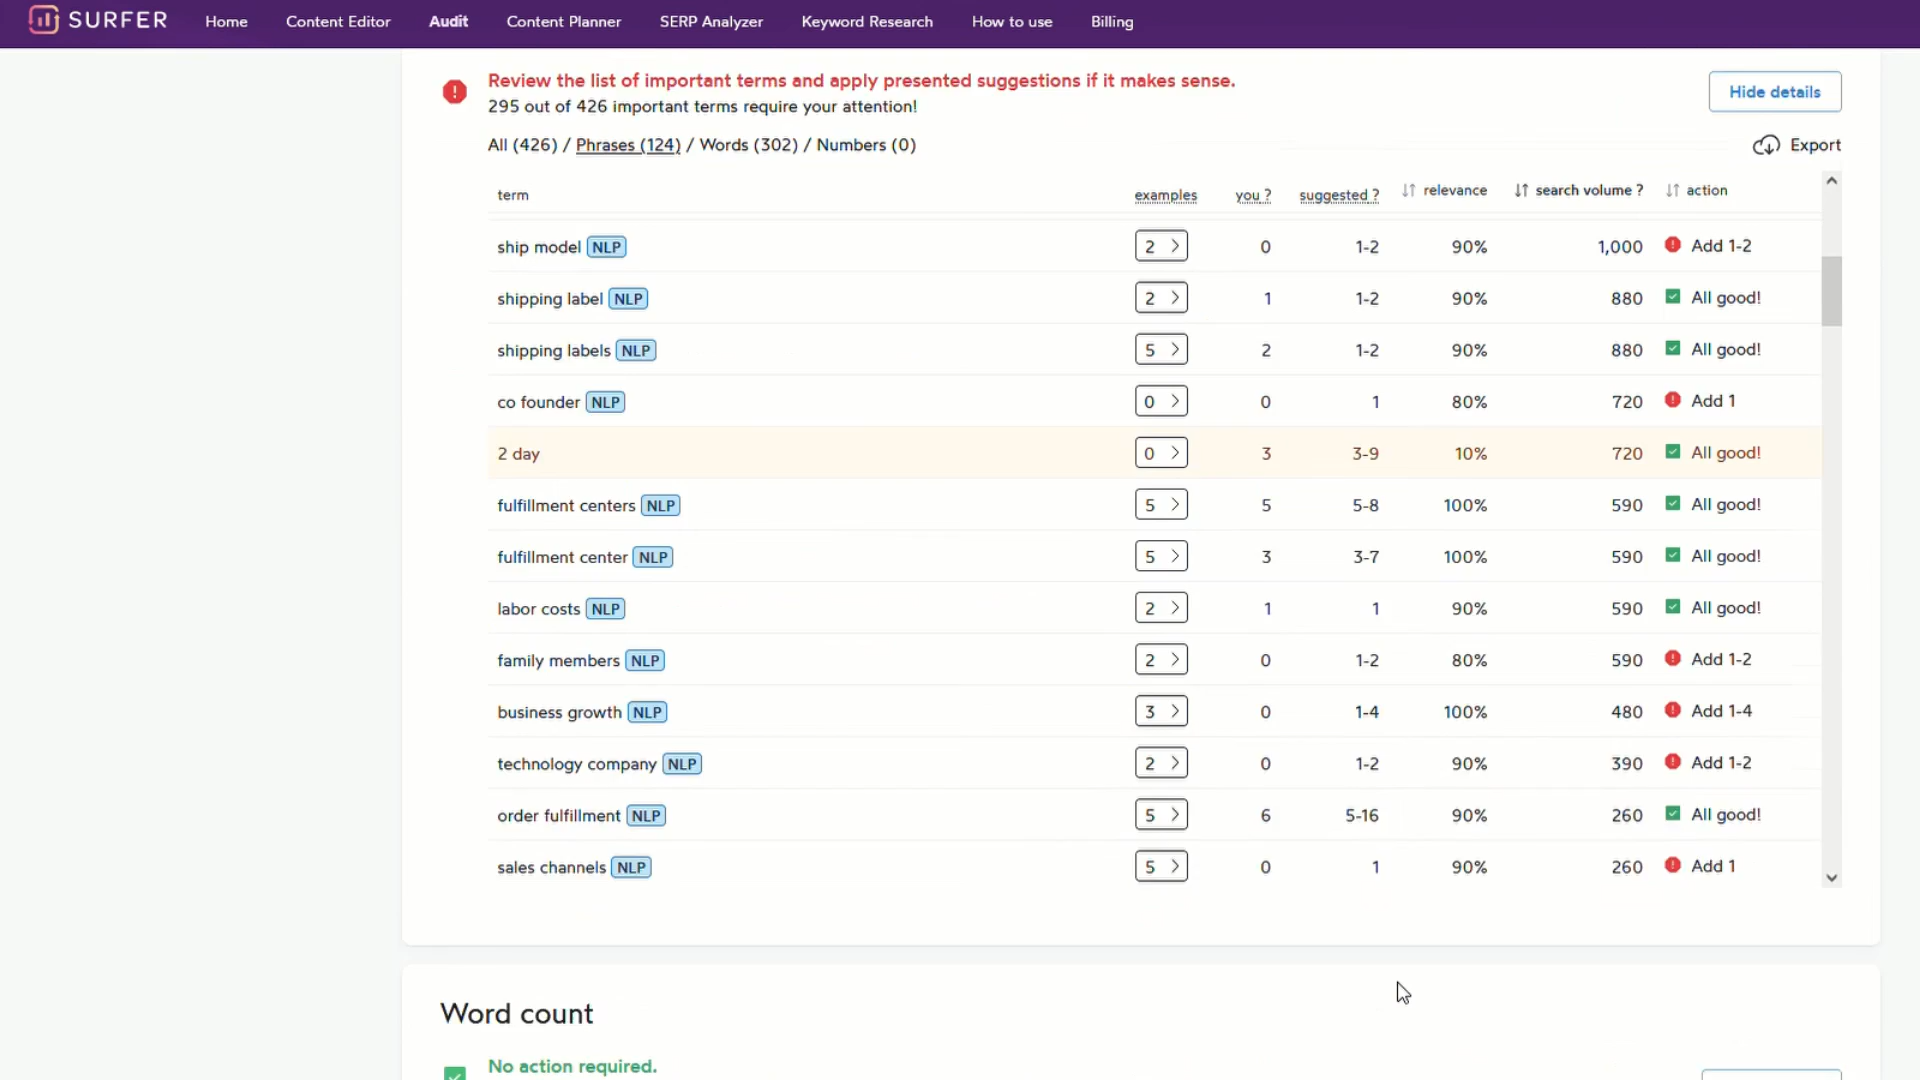 SURFER Home Content Editor Audit Content Planner SERP Analyzer Keyword Research How to use Billing
Review the list of important terms and apply presented suggestions if it makes sense.
295 out of 426 important terms require your attention!
Hide details
All (426) / Phrases (124) / Words (302) / Numbers (0)
Export
term examples you ? suggested ? relevance search volume ? action
ship model NLP 2 0 1-2 90% 1,000 Add 1-2
shipping label NLP 2 1 1-2 90% 880 All good!
shipping labels NLP 5 2 1-2 90% 880 All good!
co founder NLP 0 0 1 80% 720 Add 1
2 day 0 3 3-9 10% 720 All good!
fulfillment centers NLP 5 5 5-8 100% 590 All good!
fulfillment center NLP 5 3 3-7 100% 590 All good!
labor costs NLP 2 1 1 90% 590 All good!
family members NLP 2 0 1-2 80% 590 Add 1-2
business growth NLP 3 0 1-4 100% 480 Add 1-4
technology company NLP 2 0 1-2 90% 390 Add 1-2
order fulfillment NLP 5 6 5-16 90% 260 All good!
sales channels NLP 5 0 1 90% 260 Add 1
Word count
No action required.